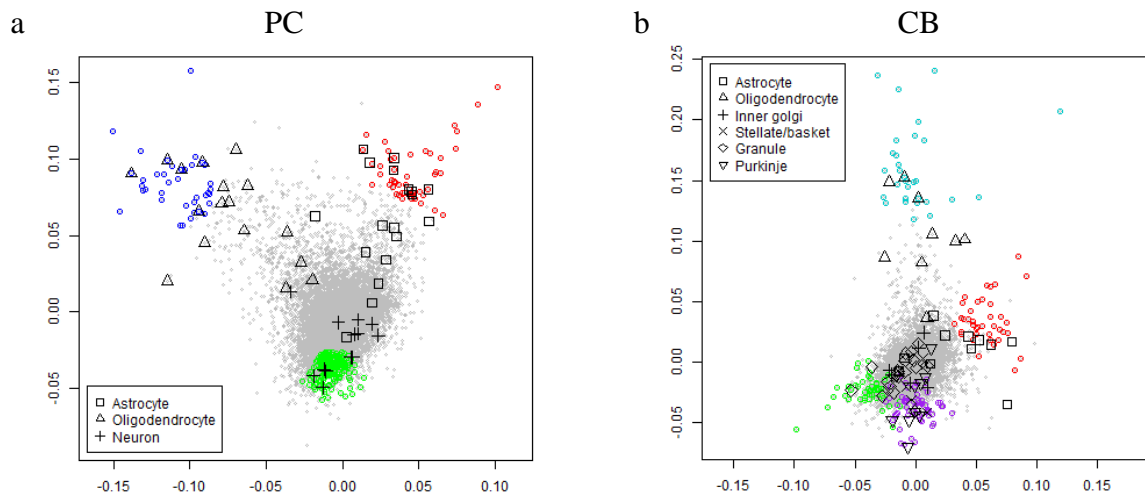 a
PC
0.15
0.10
0.05
0.00
-0.05
Astrocyte
Oligodendrocyte
Neuron
-0.15 -0.10 -0.05 0.00 0.05 0.10
b
CB
0.25
0.20
0.15
0.10
0.05
0.00
-0.05
Astrocyte
Oligodendrocyte
Inner golgi
Stellate/basket
Granule
Purkinje
-0.10 -0.05 0.00 0.05 0.10 0.15